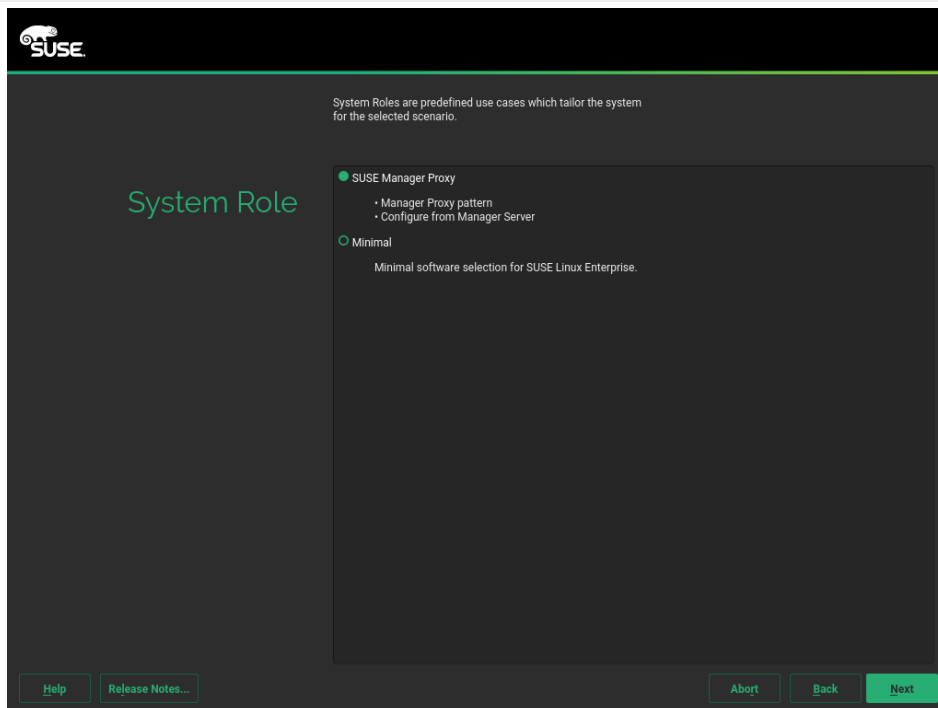 SUSE.
System Roles are predefined use cases which tailor the system
for the selected scenario.
System Role
SUSE Manager Proxy
• Manager Proxy pattern
• Configure from Manager Server
Minimal
Minimal software selection for SUSE Linux Enterprise.
Help
Release Notes...
Abort
Back
Next